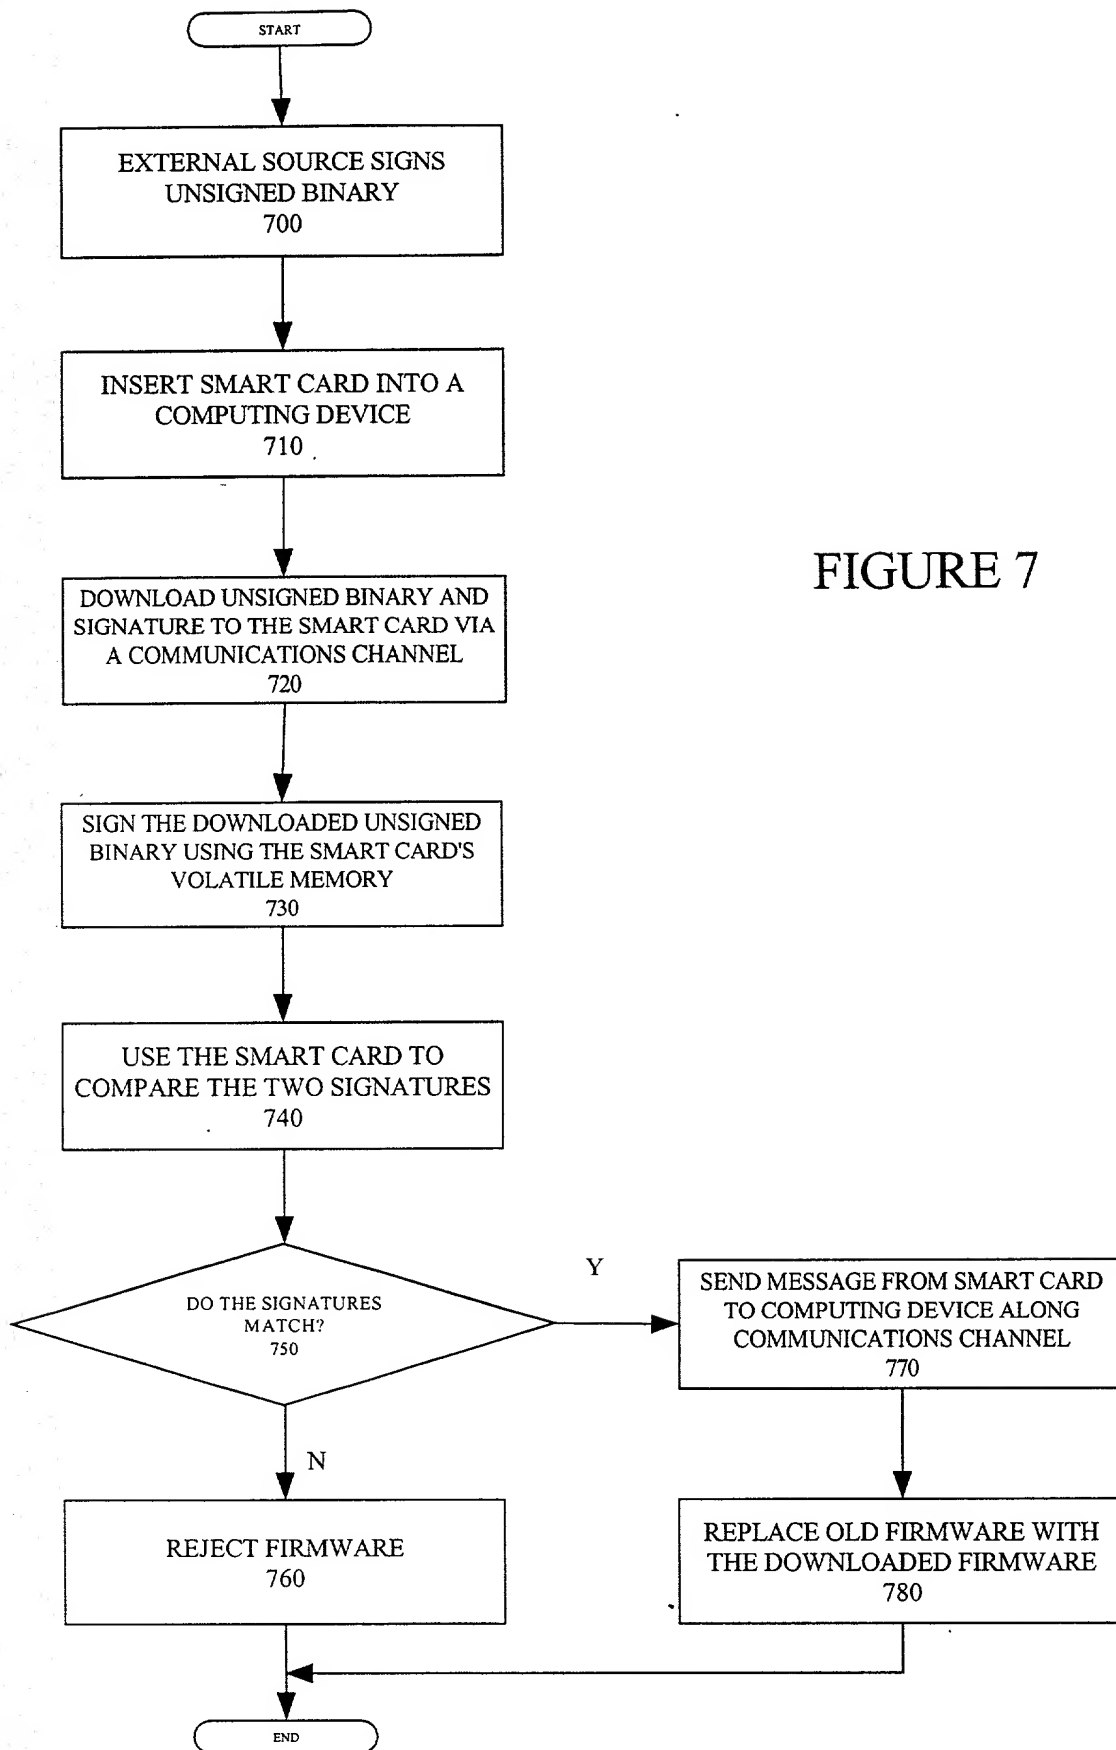 START
EXTERNAL SOURCE SIGNS
UNSIGNED BINARY
700
INSERT SMART CARD INTO A
COMPUTING DEVICE
710
FIGURE 7
DOWNLOAD UNSIGNED BINARY AND
SIGNATURE TO THE SMART CARD VIA
A COMMUNICATIONS CHANNEL
720
SIGN THE DOWNLOADED UNSIGNED
BINARY USING THE SMART CARD'S
VOLATILE MEMORY
730
USE THE SMART CARD TO
COMPARE THE TWO SIGNATURES
740
DO THE SIGNATURES
MATCH?
750
Y
SEND MESSAGE FROM SMART CARD
TO COMPUTING DEVICE ALONG
COMMUNICATIONS CHANNEL
770
N
REJECT FIRMWARE
760
REPLACE OLD FIRMWARE WITH
THE DOWNLOADED FIRMWARE
780
END